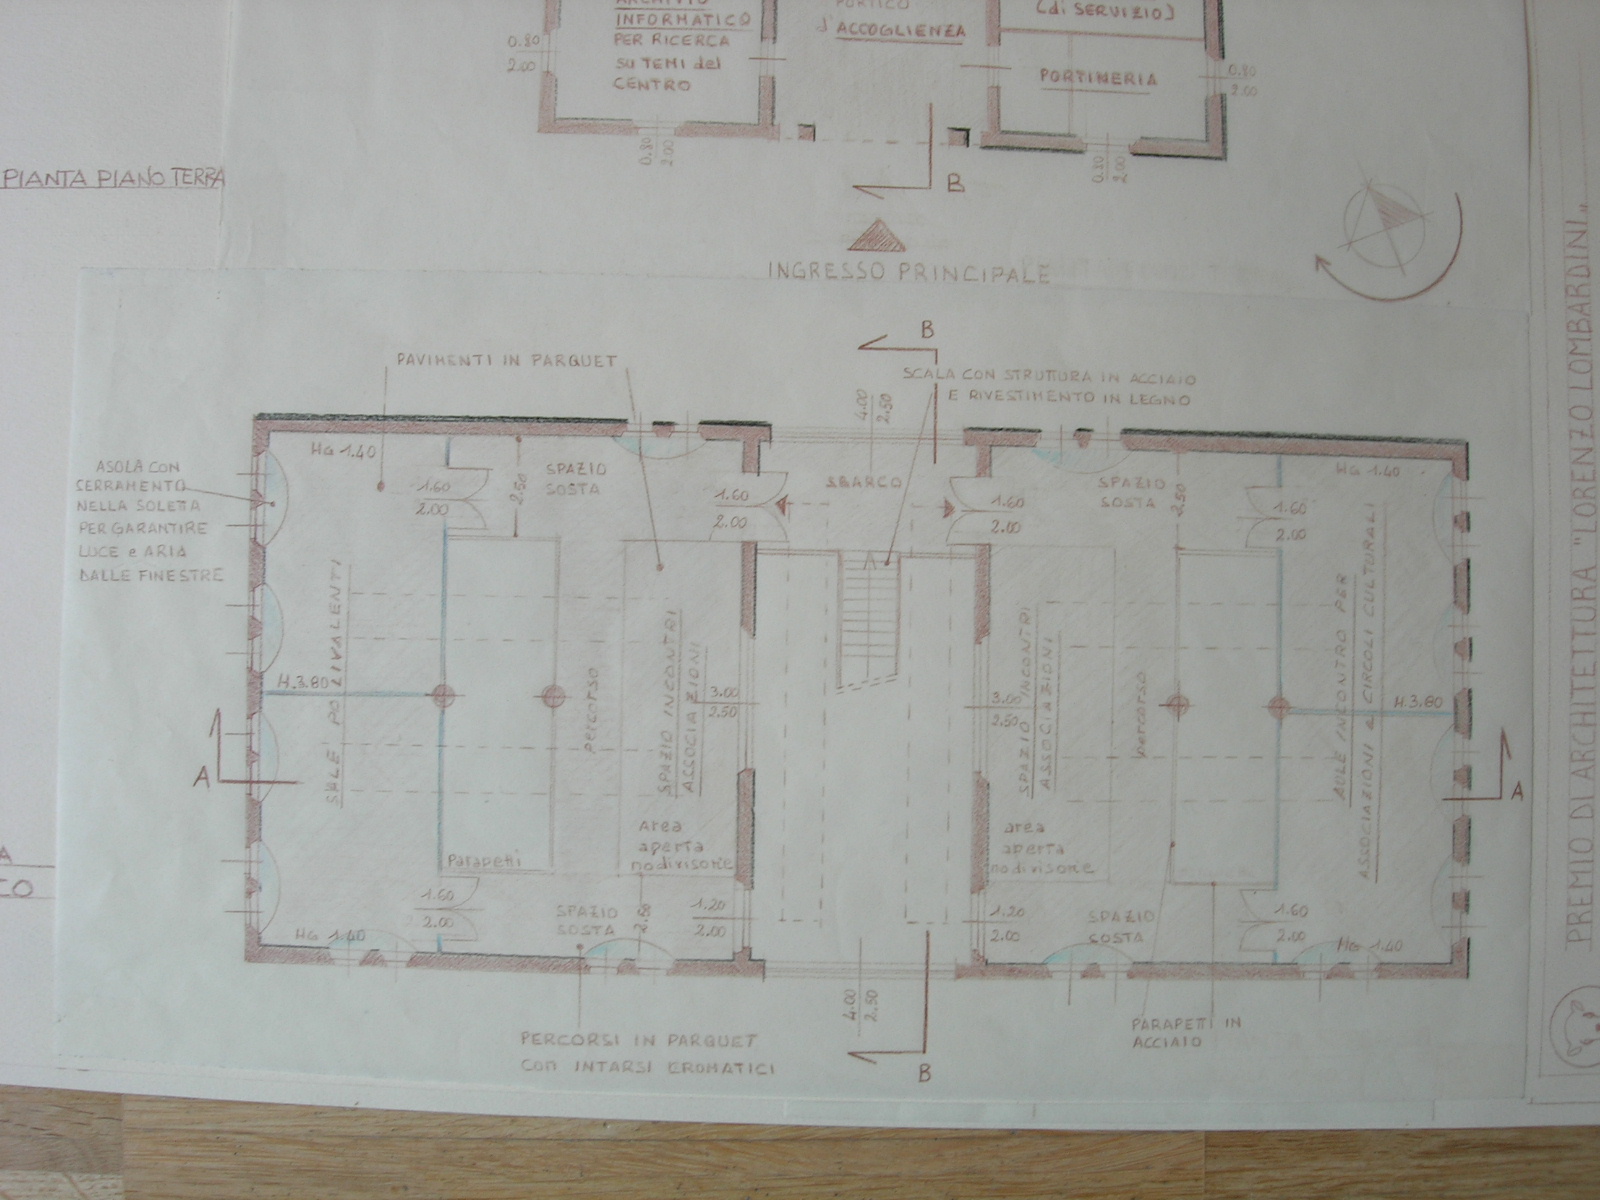 ARCHIVIO
INFORMATICO
PER RICERCA
SU TEMI del
CENTRO
0.80
2.00
PORTICO
d'ACCOGLIENZA
(di SERVIZIO)
PORTINERIA
0.80
2.00
0.80
2.00
0.80
2.00
B
PIANTA PIANO TERRA
INGRESSO PRINCIPALE
B
PAVIMENTI IN PARQUET
SCALA CON STRUTTURA IN ACCIAIO
E RIVESTIMENTO IN LEGNO
4.00
2.50
ASOLA CON
SERRAMENTO
NELLA SOLETTA
PER GARANTIRE
LUCE e ARIA
DALLE FINESTRE
HG 1.40
1.60
2.00
2.50
SPAZIO
SOSTA
1.60
2.00
SBARCO
1.60
2.00
SPAZIO
SOSTA
2.50
1.60
2.00
HG 1.40
SALE POLIVALENTI
H.3.80
percorso
SPAZIO INCONTRI
ASSOCIAZIONI
3.00
2.50
3.00
2.50
SPAZIO INCONTRI
ASSOCIAZIONI
percorso
AULE INCONTRO PER
ASSOCIAZIONI e CIRCOLI CULTURALI
H.3.80
A
A
Parapetti
Area
aperta
no divisorie
area
aperta
no divisorie
1.60
2.00
SPAZIO
SOSTA
1.20
2.00
1.20
2.00
SPAZIO
SOSTA
1.60
2.00
HG 1.40
HG 1.40
4.00
2.50
PERCORSI IN PARQUET
CON INTARSI CROMATICI
B
PARAPETTI IN
ACCIAIO
A
CO
PREMIO DI ARCHITETTURA "LORENZO LOMBARDINI"